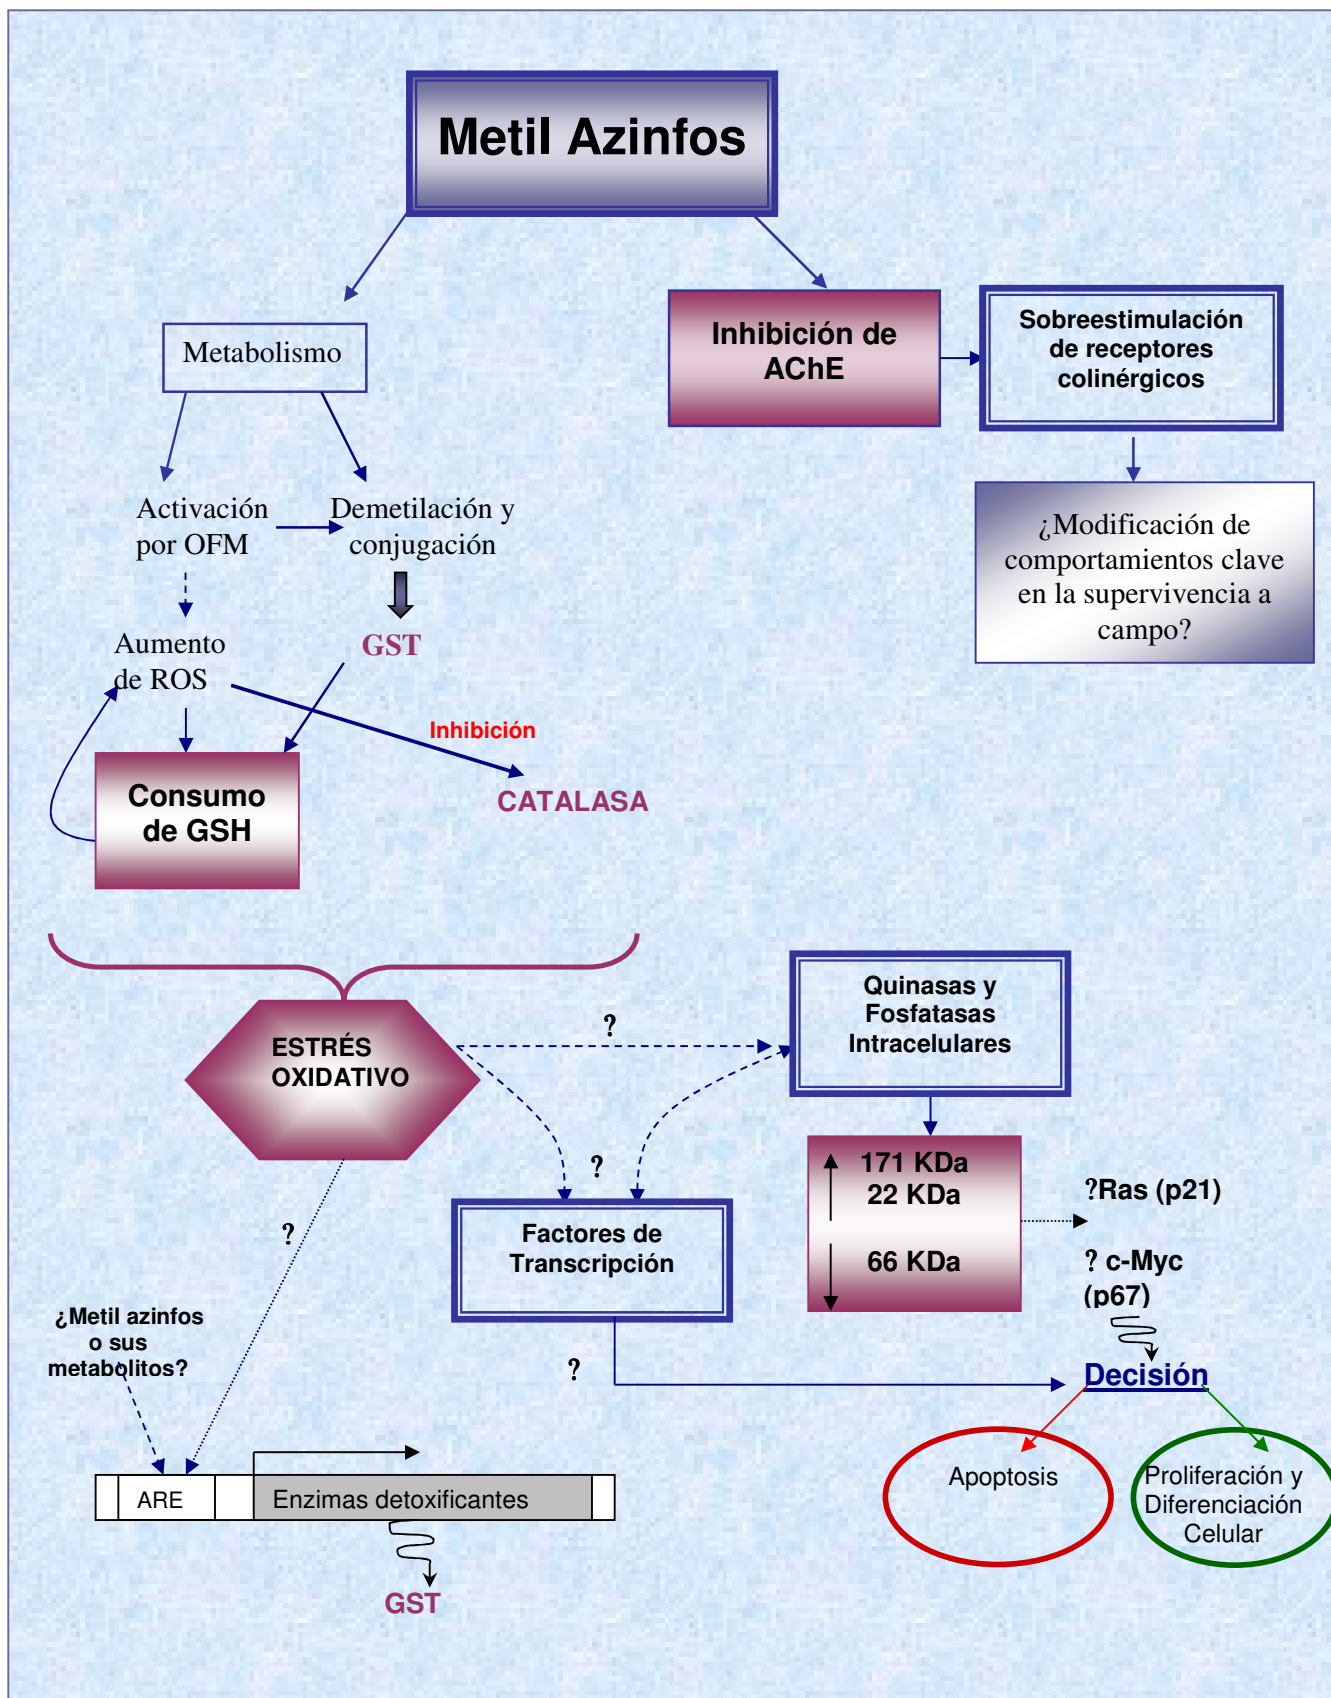 Metil Azinfos
Metabolismo
Inhibición de
AChE
Sobreestimulación
de receptores
colinérgicos
Activación
por OFM
Demetilación y
conjugación
¿Modificación de
comportamientos clave
en la supervivencia a
campo?
Aumento
de ROS
GST
Inhibición
CATALASA
Consumo
de GSH
ESTRÉS
OXIDATIVO
?
Quinasas y
Fosfatasas
Intracelulares
?
171 KDa
22 KDa
66 KDa
?Ras (p21)
? c-Myc
(p67)
Factores de
Transcripción
?
¿Metil azinfos
o sus
metabolitos?
?
Decisión
Apoptosis
Proliferación y
Diferenciación
Celular
ARE
Enzimas detoxificantes
GST